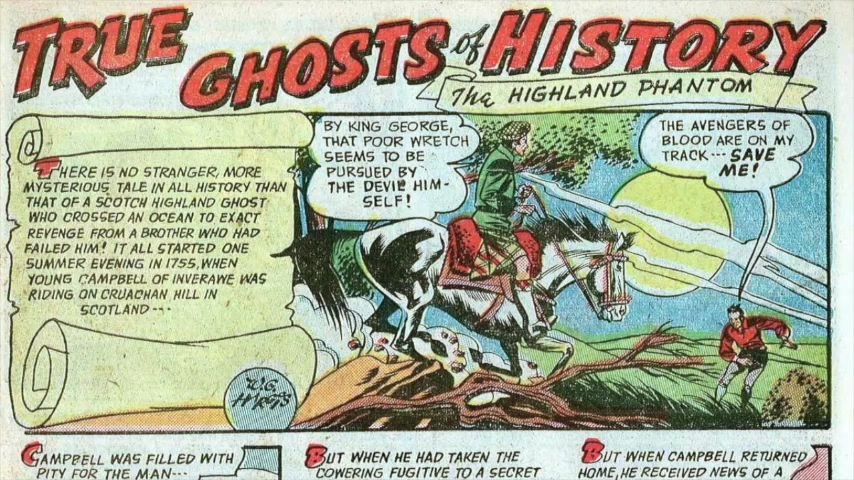 TRUE GHOSTS of HISTORY
The HIGHLAND PHANTOM
THERE IS NO STRANGER, MORE
MYSTERIOUS TALE IN ALL HISTORY THAN
THAT OF A SCOTCH HIGHLAND GHOST
WHO CROSSED AN OCEAN TO EXACT
REVENGE FROM A BROTHER WHO HAD
FAILED HIM! IT ALL STARTED ONE
SUMMER EVENING IN 1755, WHEN
YOUNG CAMPBELL OF INVERAWE WAS
RIDING ON CRUACHAN HILL IN
SCOTLAND---
BY KING GEORGE,
THAT POOR WRETCH
SEEMS TO BE
PURSUED BY
THE DEVIL HIM-
SELF!
THE AVENGERS OF
BLOOD ARE ON MY
TRACK--- SAVE
ME!
CAMPBELL WAS FILLED WITH
PITY FOR THE MAN---
BUT WHEN HE HAD TAKEN THE
COWERING FUGITIVE TO A SECRET
BUT WHEN CAMPBELL RETURNED
HOME, HE RECEIVED NEWS OF A